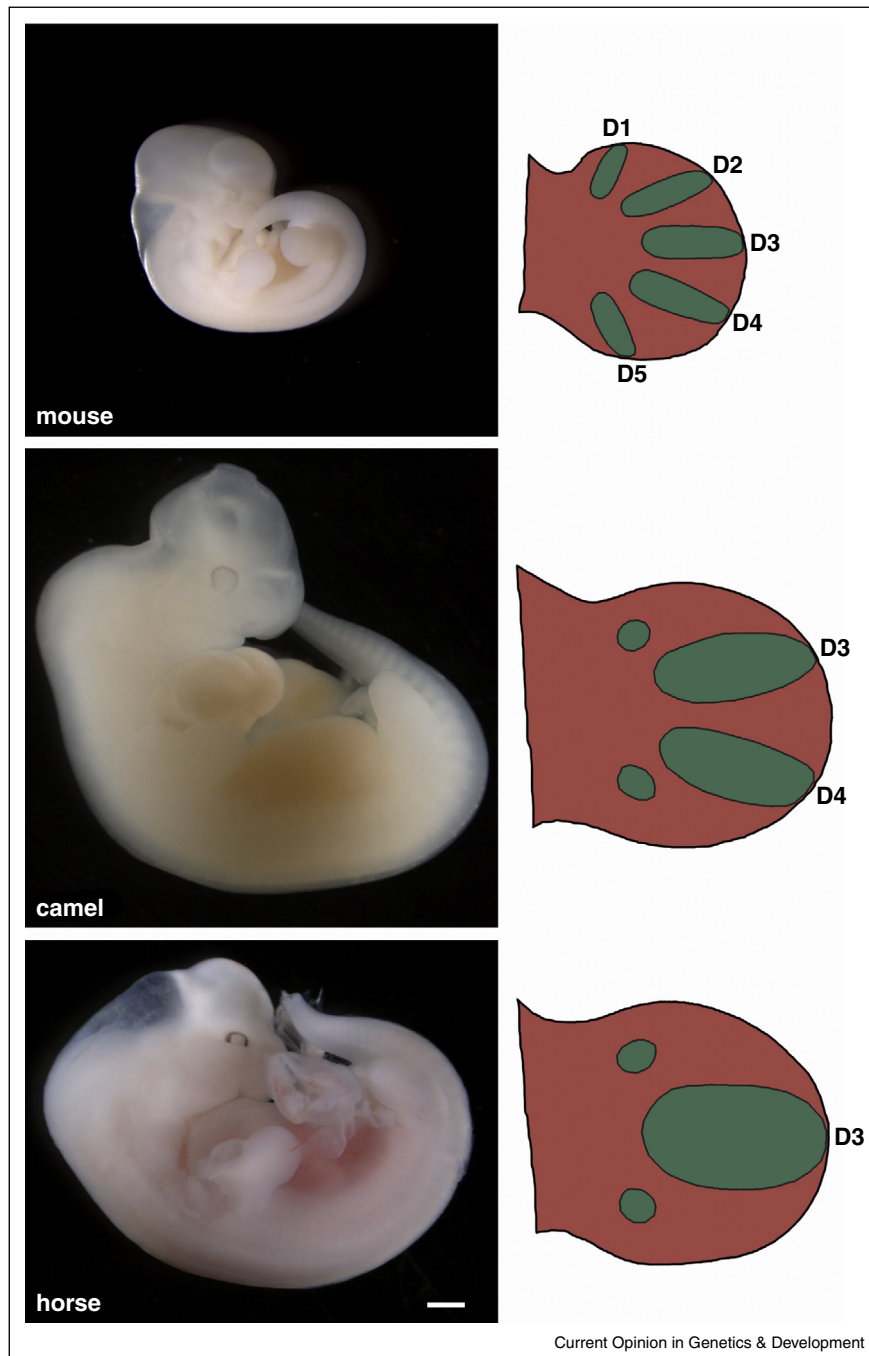 D1
D2
D3
D4
D5
mouse
D3
D4
camel
D3
horse
Current Opinion in Genetics & Development